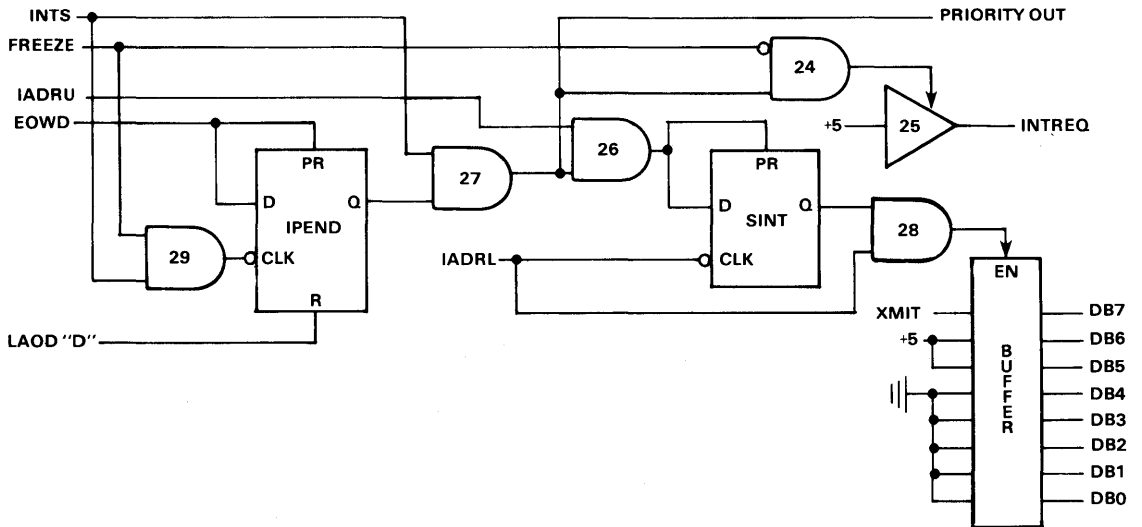 INTS
PRIORITY OUT
FREEZE
24
IADRU
+5
25
INTREQ
EOWD
26
PR
27
PR
D
Q
IPEND
D
Q
SINT
29
CLK
28
IADRL
CLK
EN
R
XMIT
DB7
LAOD "D"
+5
DB6
BUFFER
DB5
DB4
DB3
DB2
DB1
DB0